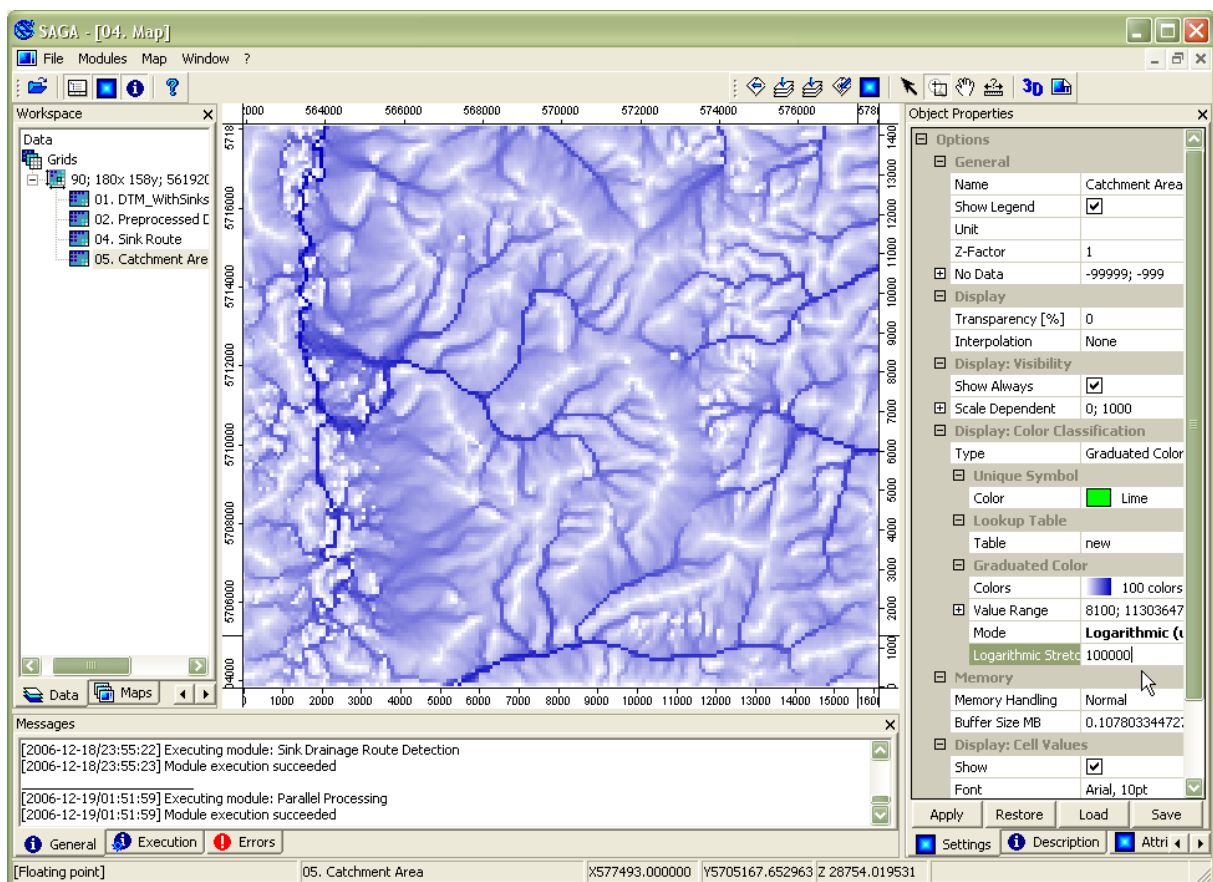 SAGA - [04. Map]
File Modules Map Window ?
3D
Workspace
Data
Grids
90; 180x 158y; 561920
01. DTM_WithSinks
02. Preprocessed D
04. Sink Route
05. Catchment Are
Data Maps
564000 566000 568000 570000 572000 574000 576000
5716000
5714000
5712000
5710000
5708000
5706000
1400
13000
12000
11000
10000
9000
8000
7000
6000
5000
4000
3000
2000
1000
0 1000 2000 3000 4000 5000 6000 7000 8000 9000 10000 11000 12000 13000 14000 15000
Object Properties
Options
General
Name Catchment Area
Show Legend
Unit
Z-Factor 1
No Data -99999; -999
Display
Transparency [%] 0
Interpolation None
Display: Visibility
Show Always
Scale Dependent 0; 1000
Display: Color Classification
Type Graduated Color
Unique Symbol
Color Lime
Lookup Table
Table new
Graduated Color
Colors 100 colors
Value Range 8100; 11303647
Mode Logarithmic (u
Logarithmic Stretc 100000
Memory
Memory Handling Normal
Buffer Size MB 0.107803344727
Display: Cell Values
Show
Font Arial, 10pt
Apply Restore Load Save
Settings Description Attri
Messages
[2006-12-18/23:55:22] Executing module: Sink Drainage Route Detection
[2006-12-18/23:55:23] Module execution succeeded
[2006-12-19/01:51:59] Executing module: Parallel Processing
[2006-12-19/01:51:59] Module execution succeeded
General Execution Errors
[Floating point] 05. Catchment Area X577493.000000 Y5705167.652963 Z 28754.019531